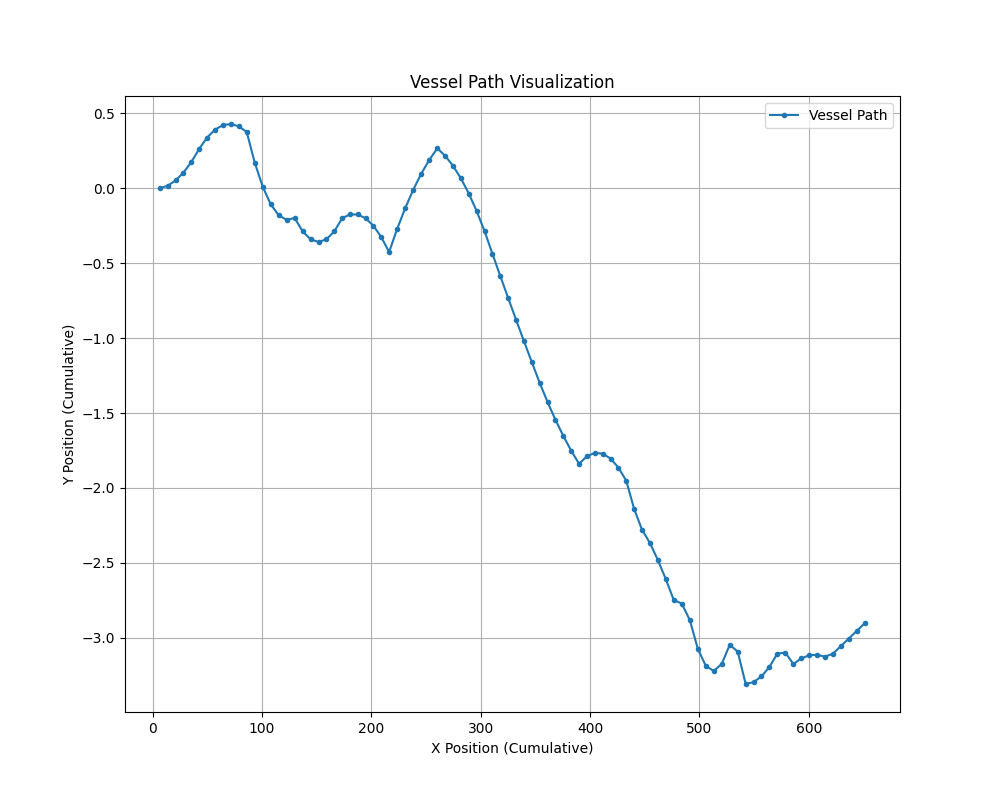 Vessel Path Visualization
Vessel Path
0.5
0.0
−0.5
−1.0
−1.5
−2.0
−2.5
−3.0
Y Position (Cumulative)
0 100 200 300 400 500 600
X Position (Cumulative)